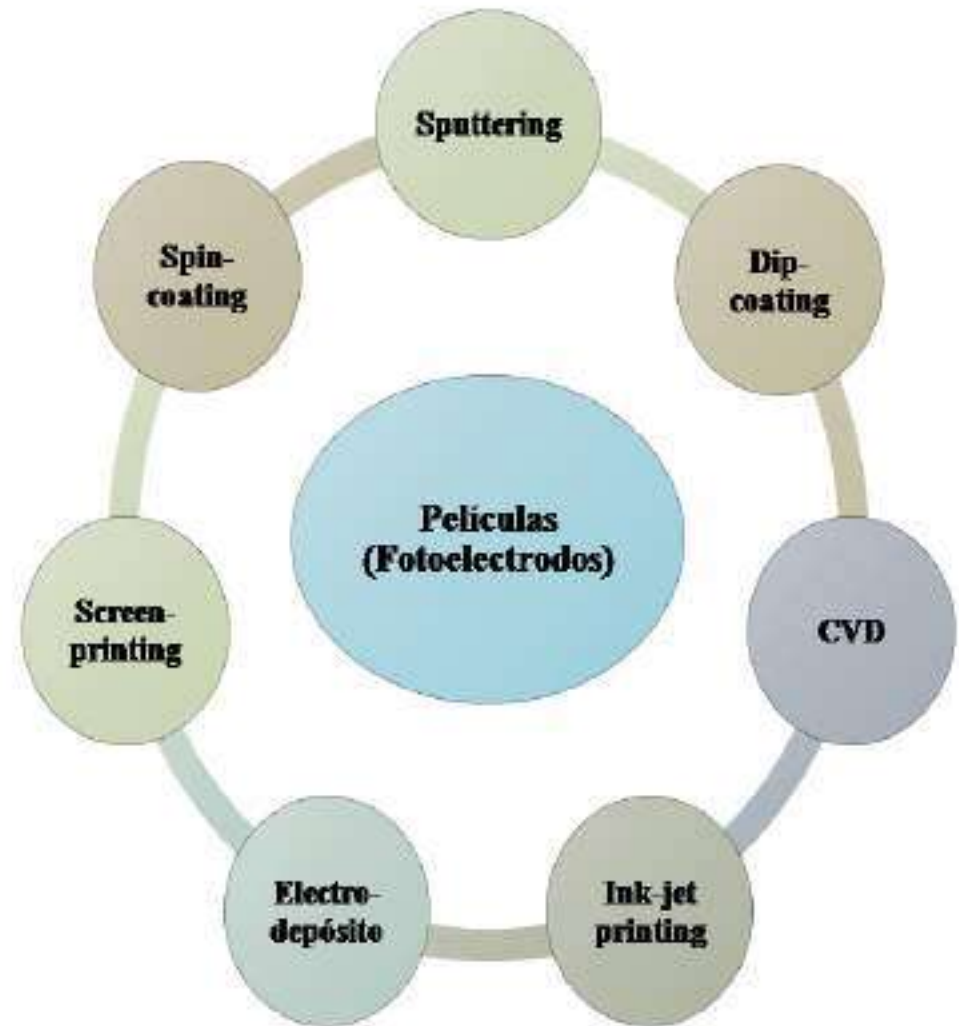 Sputtering
Dip-
coating
CVD
Ink-jet
printing
Electro-
depósito
Screen-
printing
Spin-
coating
Películas
(Fotoelectrodos)